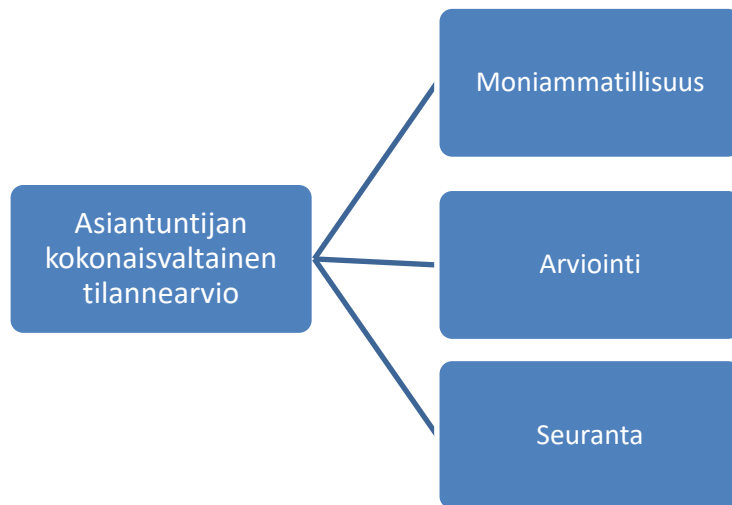 Asiantuntijan
kokonaisvaltainen
tilannearvio
Moniammatillisuus
Arviointi
Seuranta